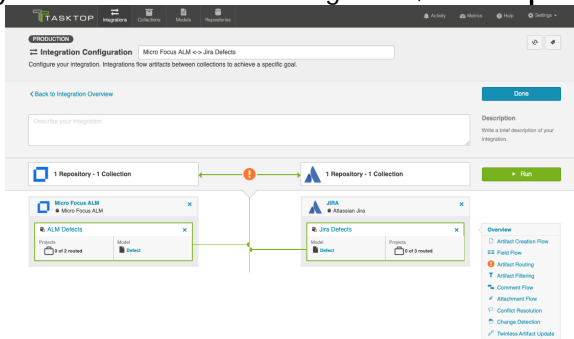 TASKTOP
Integrations
Collections
Models
Repositories
Activity
Metrics
Help
Settings
PRODUCTION
Integration Configuration
Micro Focus ALM <-> Jira Defects
Configure your integration. Integrations flow artifacts between collections to achieve a specific goal.
Back to Integration Overview
Done
Describe your integration
Description
Write a brief description of your
integration.
1 Repository - 1 Collection
1 Repository - 1 Collection
Run
Micro Focus ALM
Micro Focus ALM
JIRA
Atlassian Jira
ALM Defects
Projects
0 of 2 routed
Model
Defect
Jira Defects
Model
Defect
Projects
0 of 3 routed
Overview
Artifact Creation Flow
Field Flow
Artifact Routing
Artifact Filtering
Comment Flow
Attachment Flow
Conflict Resolution
Change Detection
Twinless Artifact Update